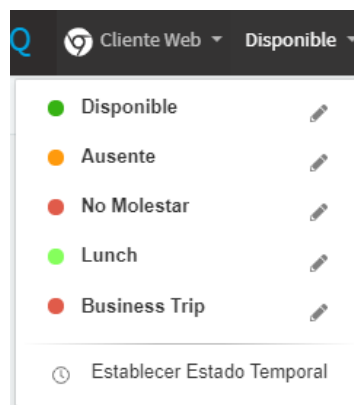 Q Cliente Web Disponible
Disponible
Ausente
No Molestar
Lunch
Business Trip
Establecer Estado Temporal